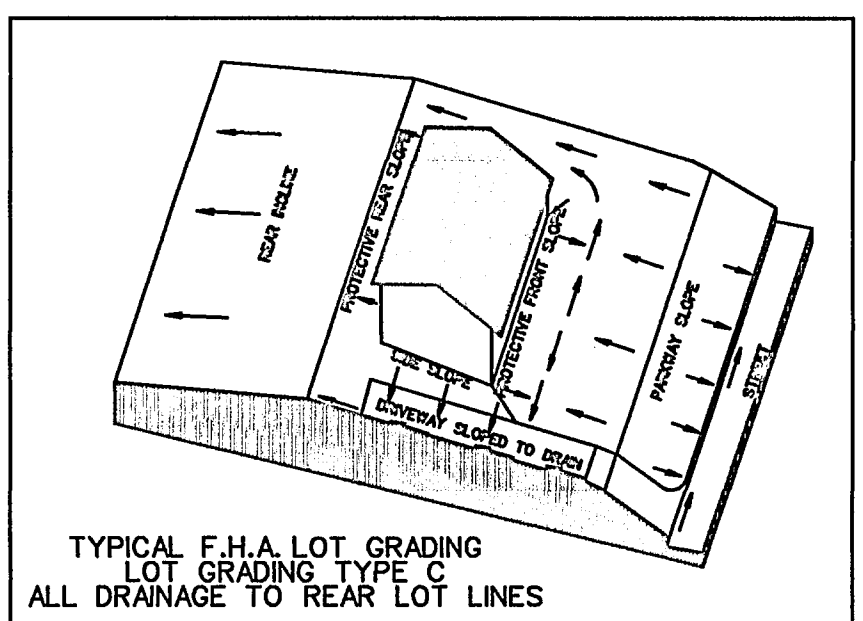 REAR INCLINE
PROTECTIVE REAR SLOPE
PROTECTIVE FRONT SLOPE
PARKWAY SLOPE
STREET
SIDE SLOPE
DRIVEWAY SLOPED TO DRAIN
TYPICAL F.H.A. LOT GRADING
LOT GRADING TYPE C
ALL DRAINAGE TO REAR LOT LINES